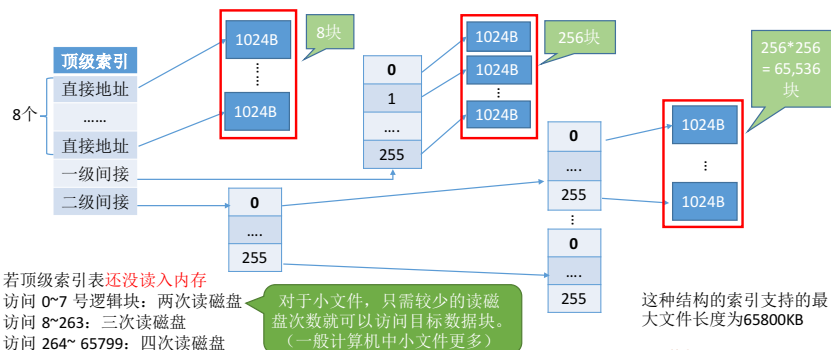 顶级索引
8个
直接地址
……
直接地址
一级间接
二级间接
1024B
……
1024B
8块
0
1
....
255
1024B
1024B
⋮
1024B
256块
0
....
255
0
....
255
⋮
0
....
255
1024B
⋮
1024B
256*256
= 65,536
块
若顶级索引表还没读入内存
访问 0~7 号逻辑块：两次读磁盘
访问 8~263：三次读磁盘
访问 264~ 65799：四次读磁盘
对于小文件，只需较少的读磁
盘次数就可以访问目标数据块。
（一般计算机中小文件更多）
这种结构的索引支持的最
大文件长度为65800KB